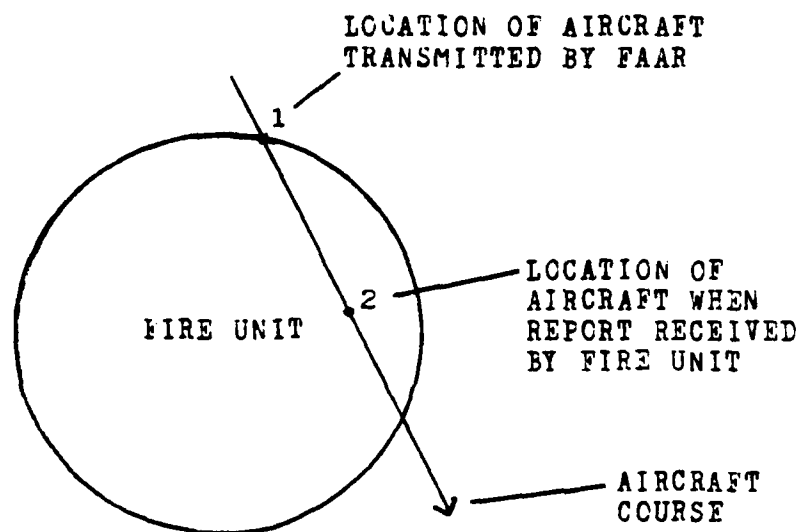 LOCATION OF AIRCRAFT
TRANSMITTED BY FAAR
1
2
LOCATION OF
AIRCRAFT WHEN
REPORT RECEIVED
BY FIRE UNIT
FIRE UNIT
AIRCRAFT
COURSE